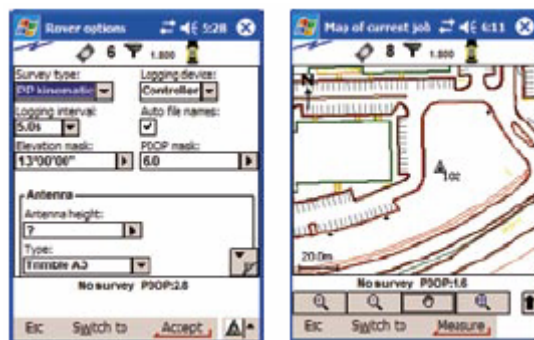 Rover options 5:28
6 1.800
Survey type: Logging device:
PP kinematic Controller
Logging interval: Auto file names:
5.0s
Elevation mask: PDOP mask:
13°00'00" 6.0
Antenna
Antenna height:
?
Type:
Trimble A3
No survey PDOP:2.8
Esc Switch to Accept
Map of current job 6:11
8 1.800
N
102
20.0m
No survey PDOP:1.6
Esc Switch to Measure